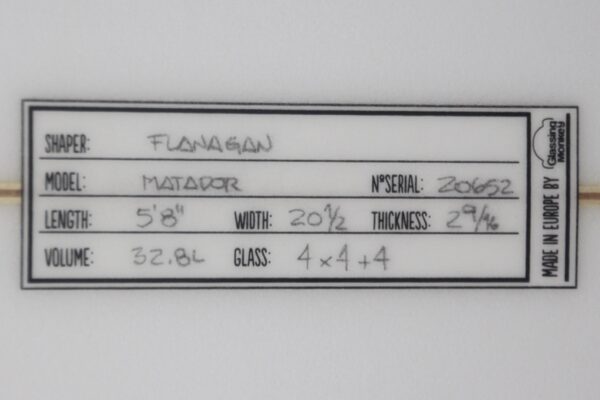 SHAPER: FLANAGAN
MODEL: MATADOR N°SERIAL: 20652
LENGTH: 5'8" WIDTH: 20 1/2 THICKNESS: 2 9/16
VOLUME: 32.8L GLASS: 4x4+4
MADE IN EUROPE BY Glassing Monkey